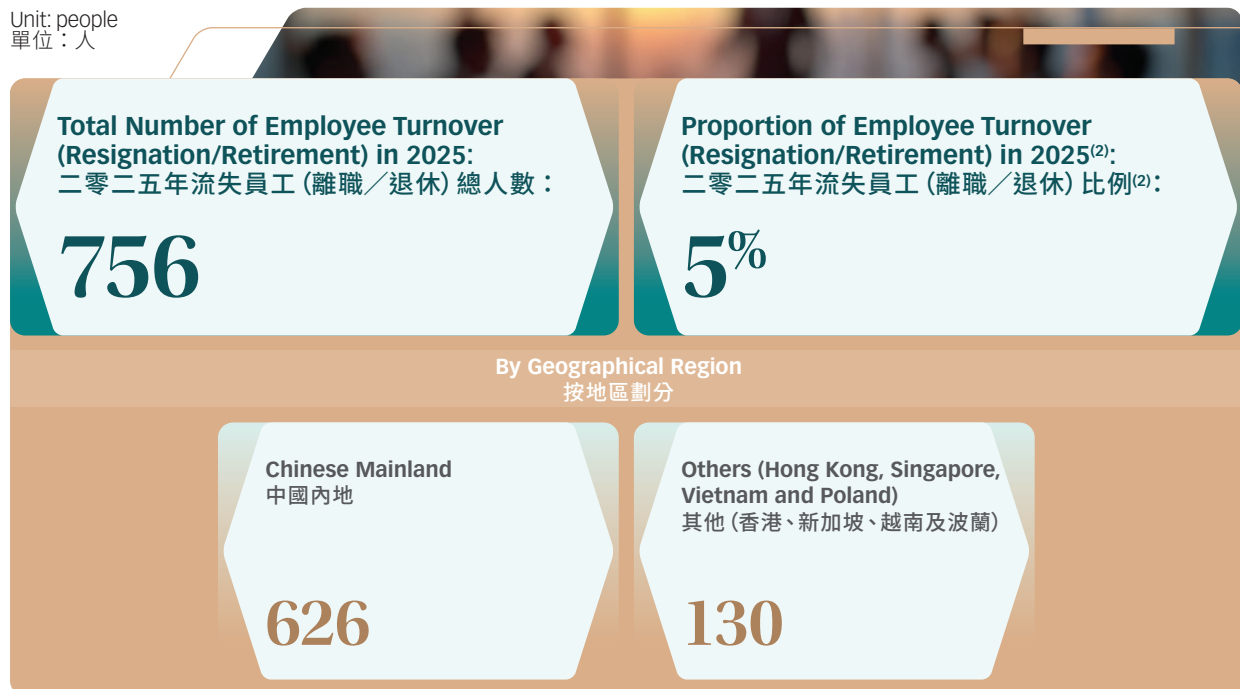 Unit: people
單位：人
Total Number of Employee Turnover
(Resignation/Retirement) in 2025:
二零二五年流失員工（離職／退休）總人數：
756
Proportion of Employee Turnover
(Resignation/Retirement) in 2025(2):
二零二五年流失員工（離職／退休）比例(2)：
5%
By Geographical Region
按地區劃分
Chinese Mainland
中國內地
626
Others (Hong Kong, Singapore,
Vietnam and Poland)
其他（香港、新加坡、越南及波蘭）
130